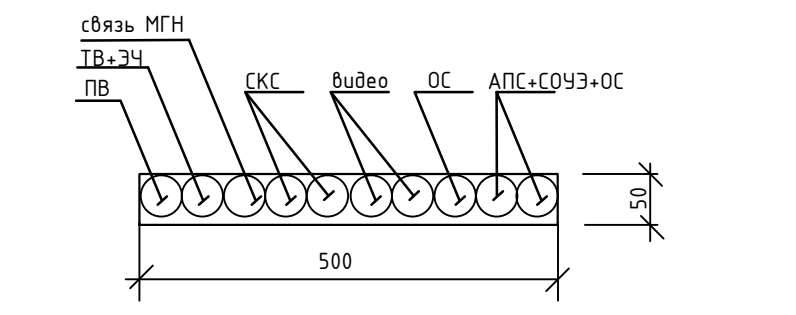 связь МГН
ТВ+ЭЧ
ПВ
СКС
видео
ОС
АПС+СОУЭ+ОС
50
500